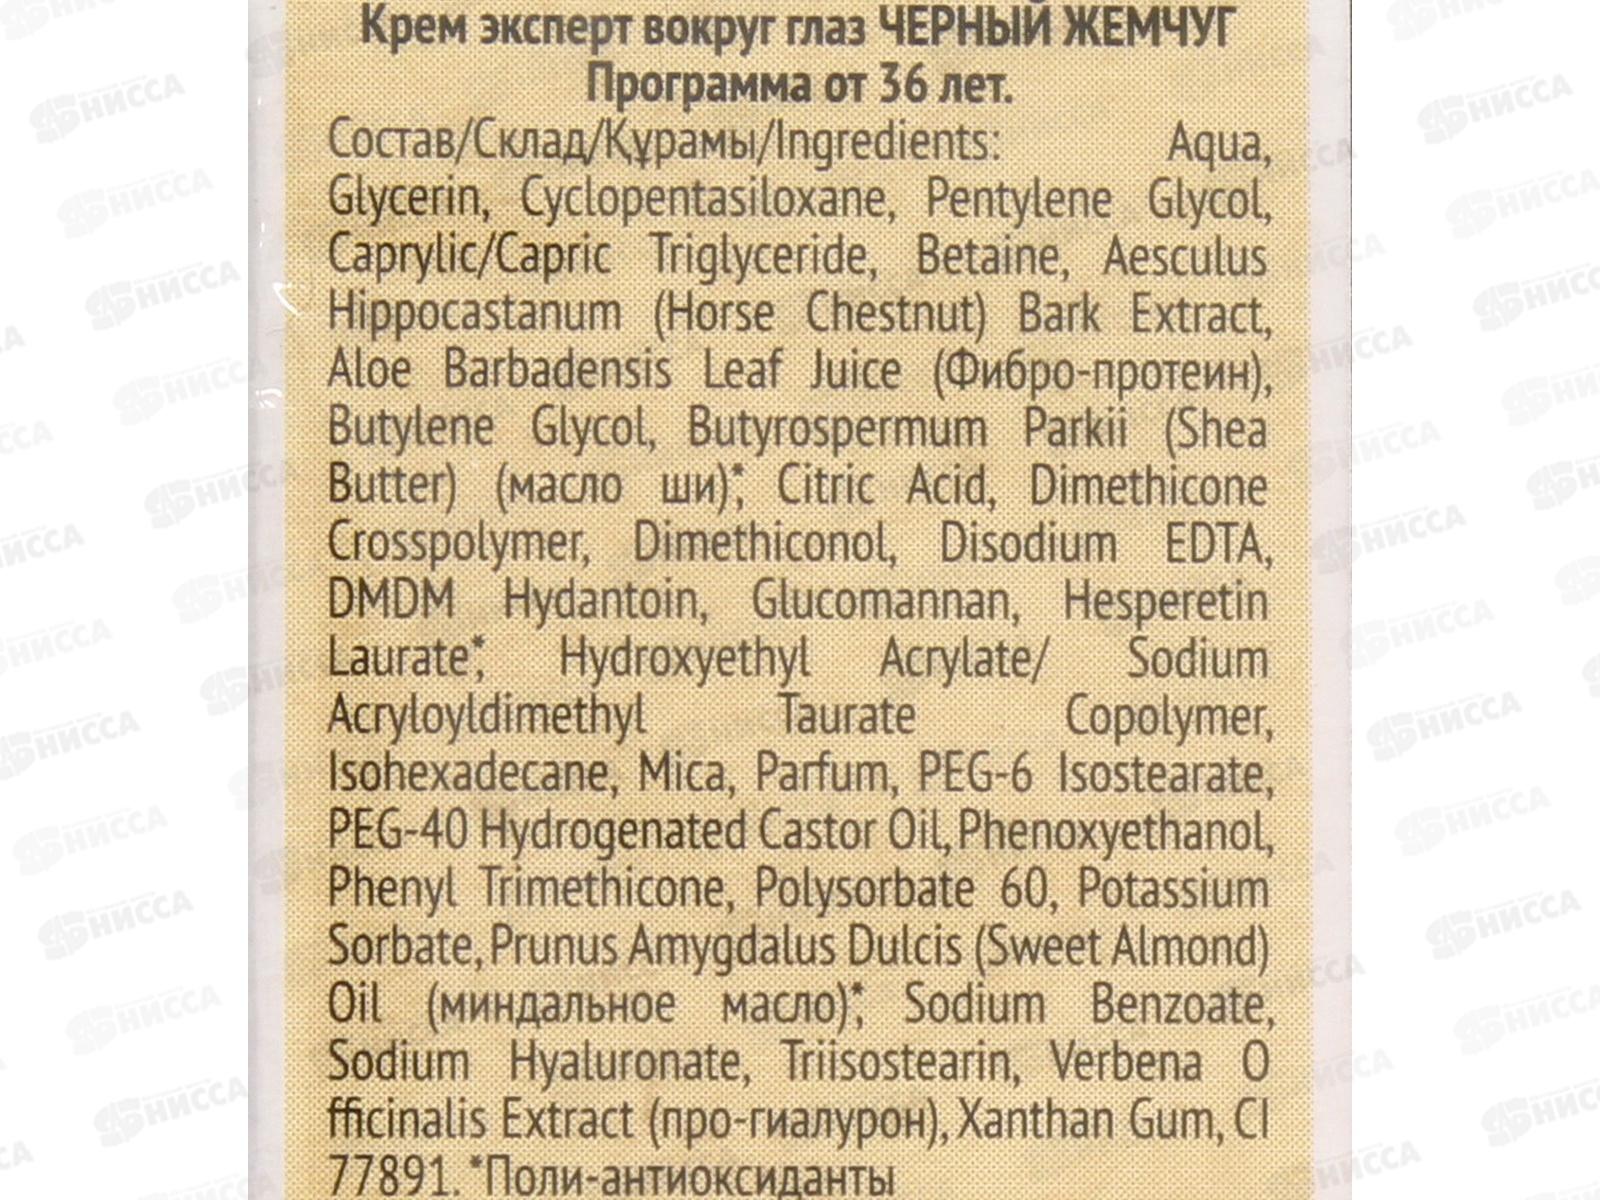 Крем эксперт вокруг глаз ЧЕРНЫЙ ЖЕМЧУГ
Программа от 36 лет.
Состав/Склад/Құрамы/Ingredients: Aqua,
Glycerin, Cyclopentasiloxane, Pentylene Glycol,
Caprylic/Capric Triglyceride, Betaine, Aesculus
Hippocastanum (Horse Chestnut) Bark Extract,
Aloe Barbadensis Leaf Juice (Фибро-протеин),
Butylene Glycol, Butyrospermum Parkii (Shea
Butter) (масло ши)*, Citric Acid, Dimethicone
Crosspolymer, Dimethiconol, Disodium EDTA,
DMDM Hydantoin, Glucomannan, Hesperetin
Laurate*, Hydroxyethyl Acrylate/ Sodium
Acryloyldimethyl Taurate Copolymer,
Isohexadecane, Mica, Parfum, PEG-6 Isostearate,
PEG-40 Hydrogenated Castor Oil, Phenoxyethanol,
Phenyl Trimethicone, Polysorbate 60, Potassium
Sorbate, Prunus Amygdalus Dulcis (Sweet Almond)
Oil (миндальное масло)*, Sodium Benzoate,
Sodium Hyaluronate, Triisostearin, Verbena O
fficinalis Extract (про-гиалурон), Xanthan Gum, CI
77891. *Поли-антиоксиданты